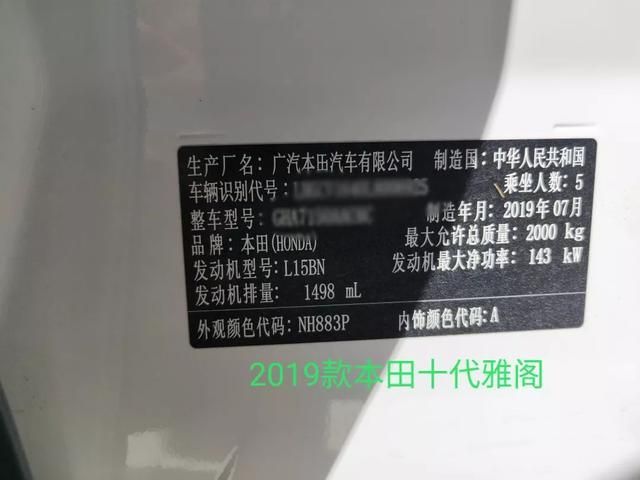 生产厂名：广汽本田汽车有限公司 制造国：中华人民共和国
车辆识别代号： 乘坐人数：5
整车型号： 制造年月：2019年07月
品牌：本田(HONDA) 最大允许总质量：2000 kg
发动机型号：L15BN 发动机最大净功率：143 kW
发动机排量：1498 mL
外观颜色代码：NH883P 内饰颜色代码：A
2019款本田十代雅阁